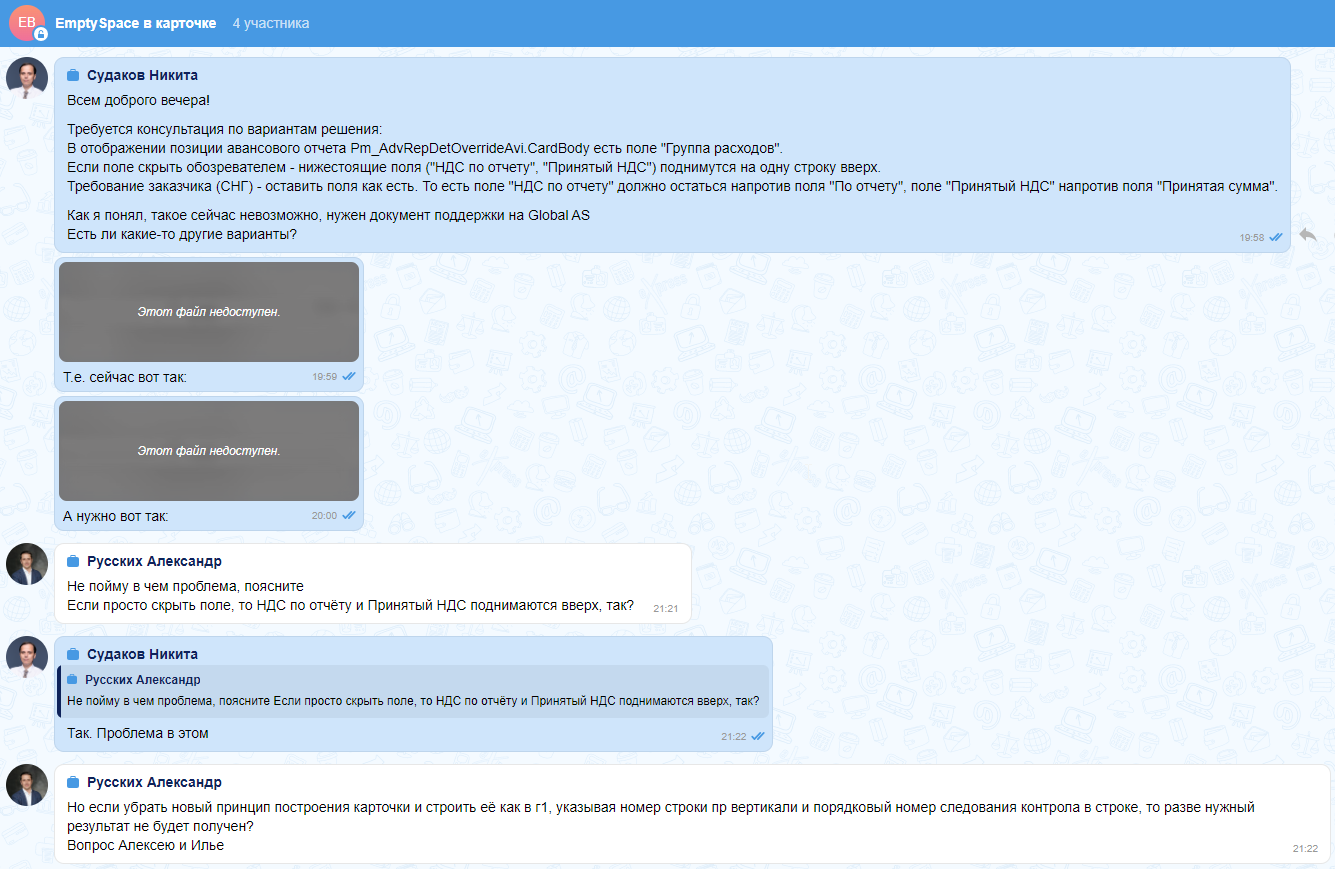 EB EmptySpace в карточке 4 участника
Судаков Никита
Всем доброго вечера!
Требуется консультация по вариантам решения:
В отображении позиции авансового отчета Pm_AdvRepDetOverrideAvi.CardBody есть поле "Группа расходов".
Если поле скрыть обозревателем - нижестоящие поля ("НДС по отчету", "Принятый НДС") поднимутся на одну строку вверх.
Требование заказчика (СНГ) - оставить поля как есть. То есть поле "НДС по отчету" должно остаться напротив поля "По отчету", поле "Принятый НДС" напротив поля "Принятая сумма".
Как я понял, такое сейчас невозможно, нужен документ поддержки на Global AS
Есть ли какие-то другие варианты?
19:58
Этот файл недоступен.
Т.е. сейчас вот так: 19:59
Этот файл недоступен.
А нужно вот так: 20:00
Русских Александр
Не пойму в чем проблема, поясните
Если просто скрыть поле, то НДС по отчёту и Принятый НДС поднимаются вверх, так? 21:21
Судаков Никита
Русских Александр
Не пойму в чем проблема, поясните Если просто скрыть поле, то НДС по отчёту и Принятый НДС поднимаются вверх, так?
Так. Проблема в этом 21:22
Русских Александр
Но если убрать новый принцип построения карточки и строить её как в г1, указывая номер строки пр вертикали и порядковый номер следования контрола в строке, то разве нужный
результат не будет получен?
Вопрос Алексею и Илье 21:22